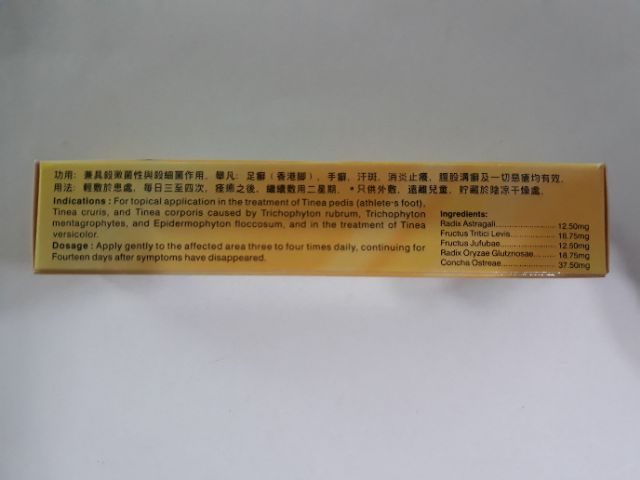 功用：兼具殺黴菌性與殺細菌作用。舉凡：足癬（香港腳）、手癬、汗斑、消炎止癢、腹股溝癬及一切惡瘡均有效。
用法：輕敷於患處，每日三至四次，痊癒之後，繼續敷用二星期。*只供外敷，遠離兒童，貯藏於陰涼干燥處。
Indications : For topical application in the treatment of Tinea pedis (athlete's foot),
Tinea cruris, and Tinea corporis caused by Trichophyton rubrum, Trichophyton
mentagrophytes, and Epidermophyton floccosum, and in the treatment of Tinea
versicolor.
Dosage : Apply gently to the affected area three to four times daily, continuing for
Fourteen days after symptoms have disappeared.
Ingredients:
Radix Astragali.......................... 12.50mg
Fructus Tritici Levis.................... 18.75mg
Fructus Jufubae......................... 12.50mg
Radix Oryzae Glutznosae......... 18.75mg
Concha Ostreae........................ 37.50mg